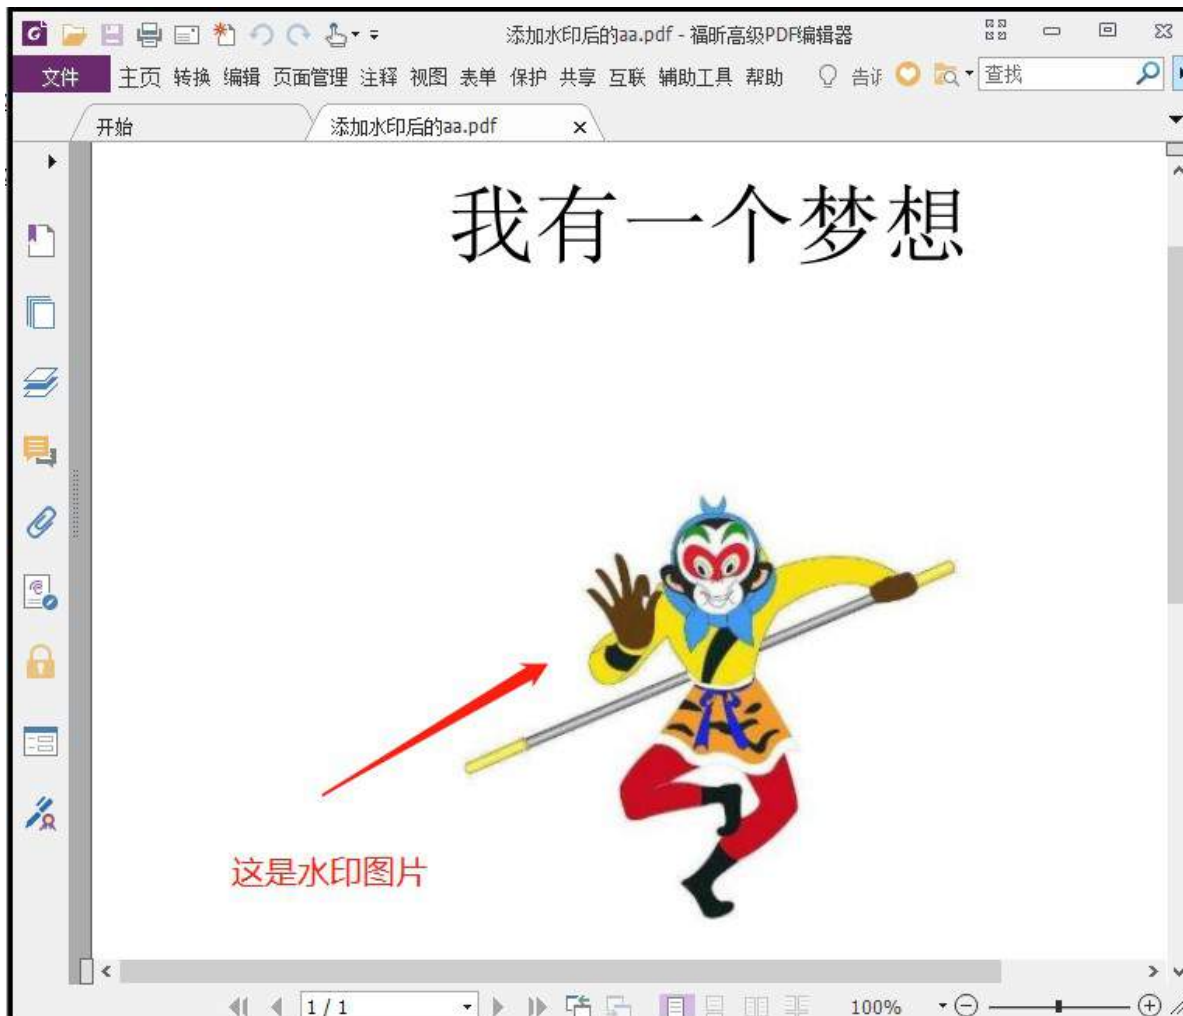 添加水印后的aa.pdf - 福昕高级PDF编辑器
文件 主页 转换 编辑 页面管理 注释 视图 表单 保护 共享 互联 辅助工具 帮助 告 查找
开始 添加水印后的aa.pdf
我有一个梦想
这是水印图片
1 / 1 100%